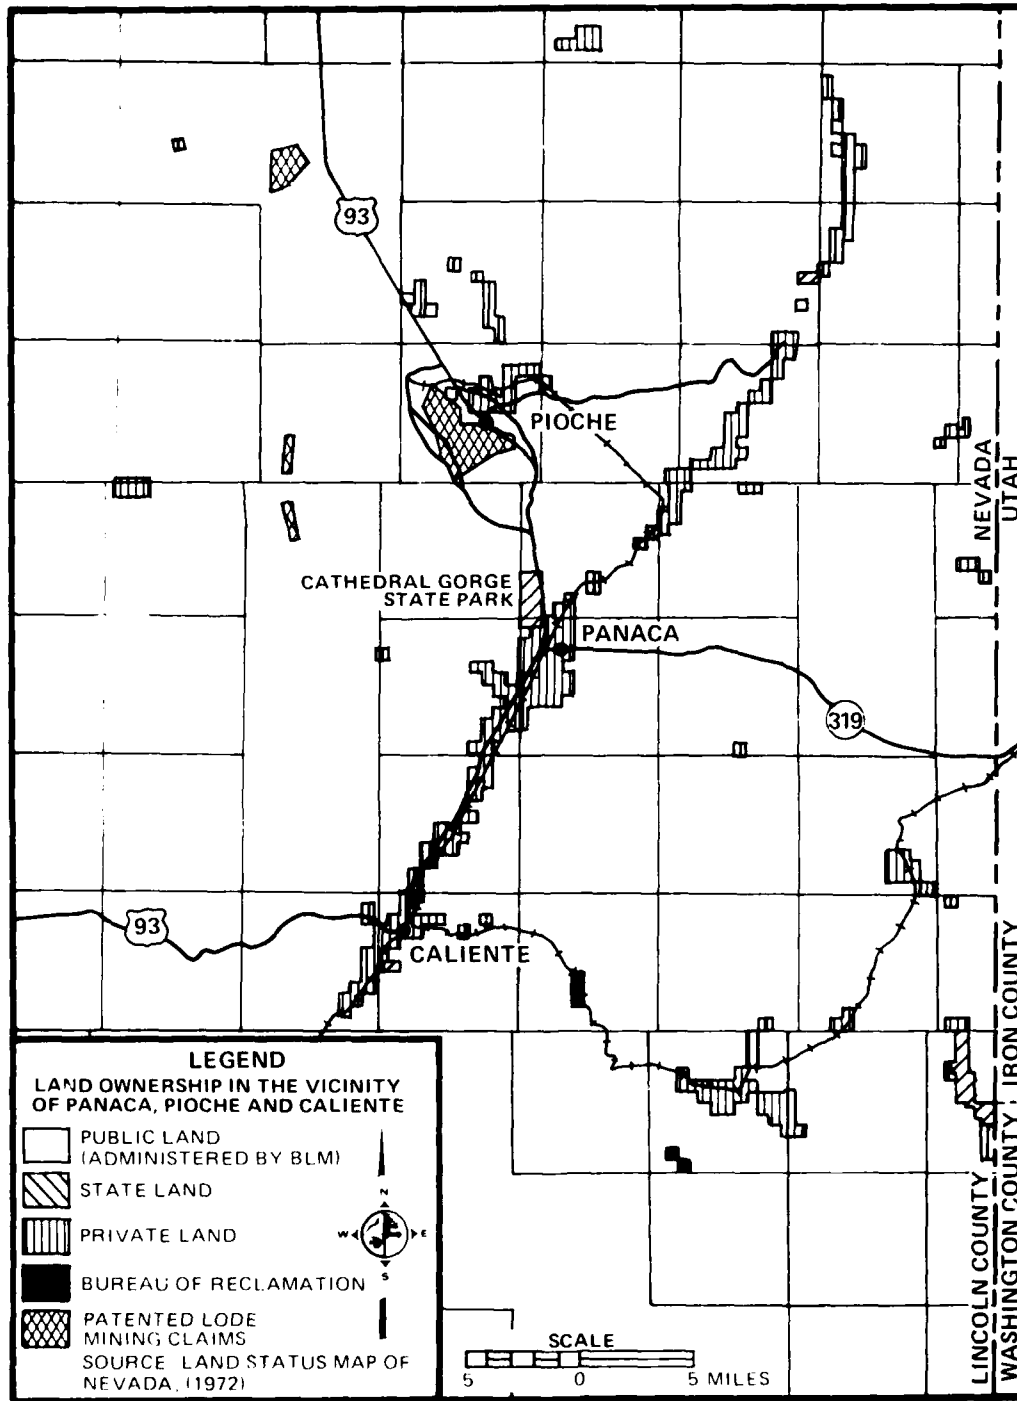 93
PIOCHE
NEVADA
UTAH
CATHEDRAL GORGE
STATE PARK
PANACA
319
93
CALIENTE
LEGEND
LAND OWNERSHIP IN THE VICINITY
OF PANACA, PIOCHE AND CALIENTE
PUBLIC LAND
(ADMINISTERED BY BLM)
STATE LAND
PRIVATE LAND
BUREAU OF RECLAMATION
PATENTED LODE
MINING CLAIMS
SOURCE LAND STATUS MAP OF
NEVADA, (1972)
N
W
E
S
SCALE
5 0 5 MILES
LINCOLN COUNTY
WASHINGTON COUNTY
IRON COUNTY